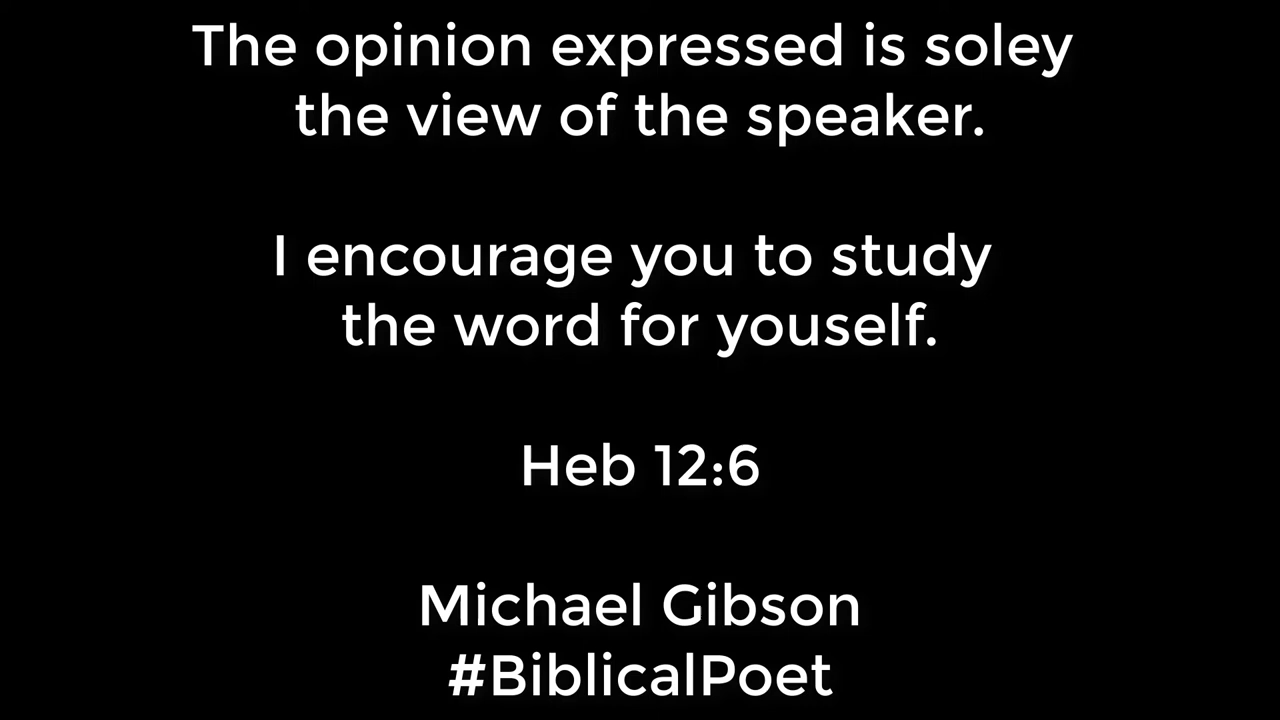 The opinion expressed is soley
the view of the speaker.
I encourage you to study
the word for youself.
Heb 12:6
Michael Gibson
#BiblicalPoet